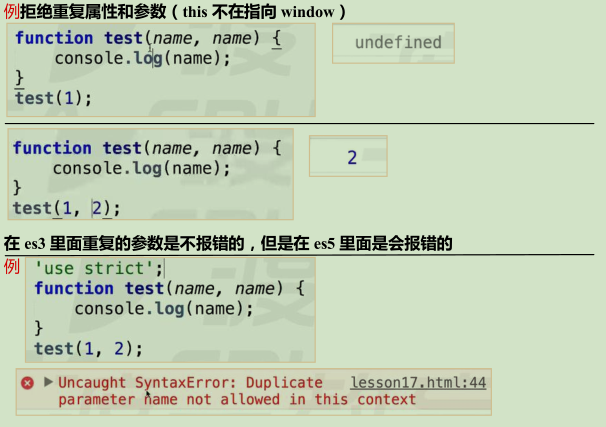 例拒绝重复属性和参数（this 不在指向 window）
function test(name, name) {
console.log(name);
}
test(1);
undefined
function test(name, name) {
console.log(name);
}
test(1, 2);
2
在 es3 里面重复的参数是不报错的，但是在 es5 里面是会报错的
例
'use strict';
function test(name, name) {
console.log(name);
}
test(1, 2);
Uncaught SyntaxError: Duplicate lesson17.html:44
parameter name not allowed in this context